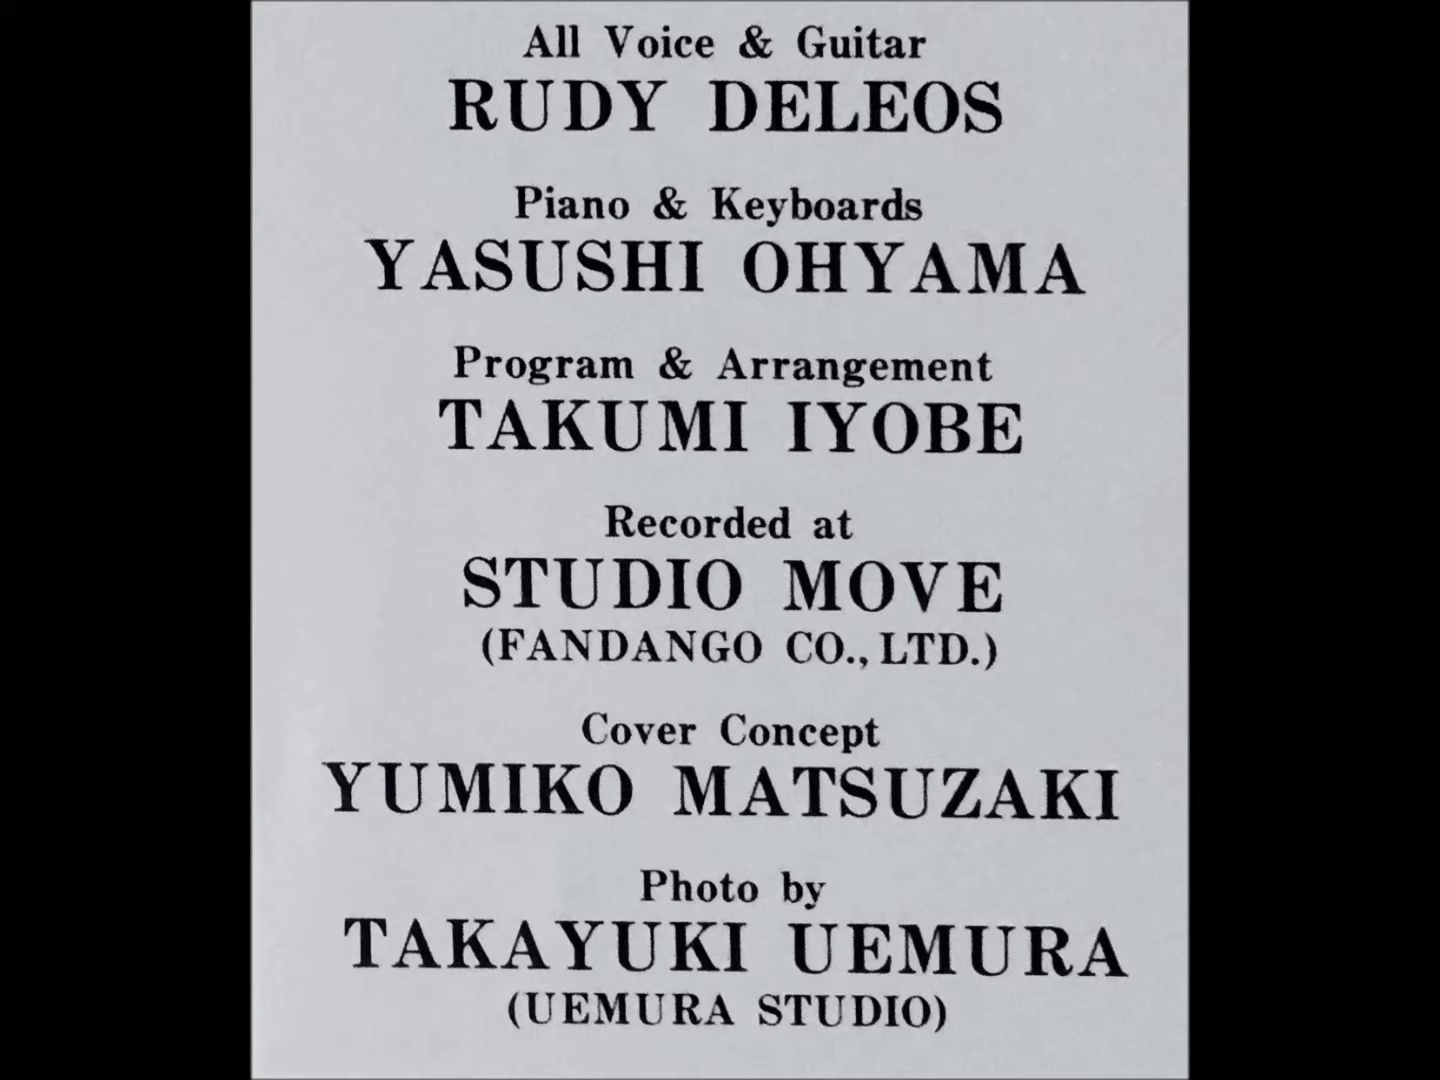 All Voice & Guitar
RUDY DELEOS
Piano & Keyboards
YASUSHI OHYAMA
Program & Arrangement
TAKUMI IYOBE
Recorded at
STUDIO MOVE
(FANDANGO CO., LTD.)
Cover Concept
YUMIKO MATSUZAKI
Photo by
TAKAYUKI UEMURA
(UEMURA STUDIO)